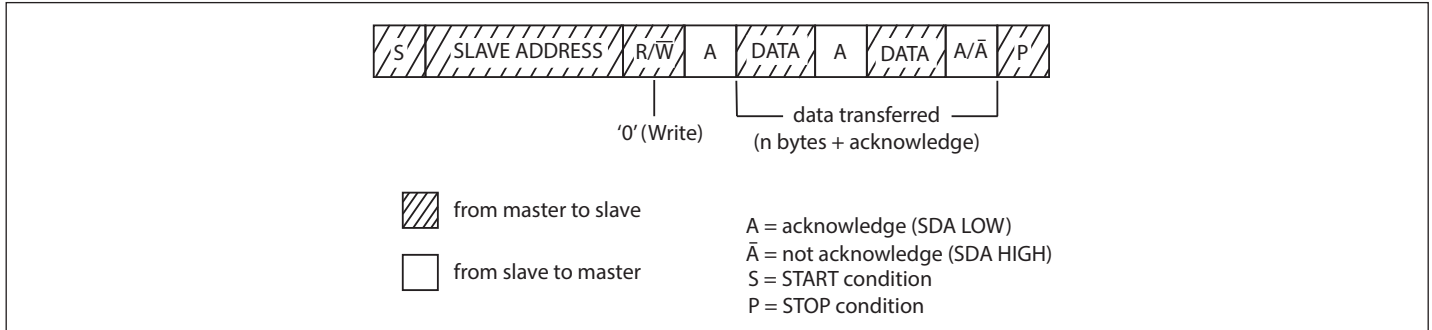 S SLAVE ADDRESS R/W̅ A DATA A DATA A/Ā P
'0' (Write)
data transferred
(n bytes + acknowledge)
from master to slave
from slave to master
A = acknowledge (SDA LOW)
Ā = not acknowledge (SDA HIGH)
S = START condition
P = STOP condition